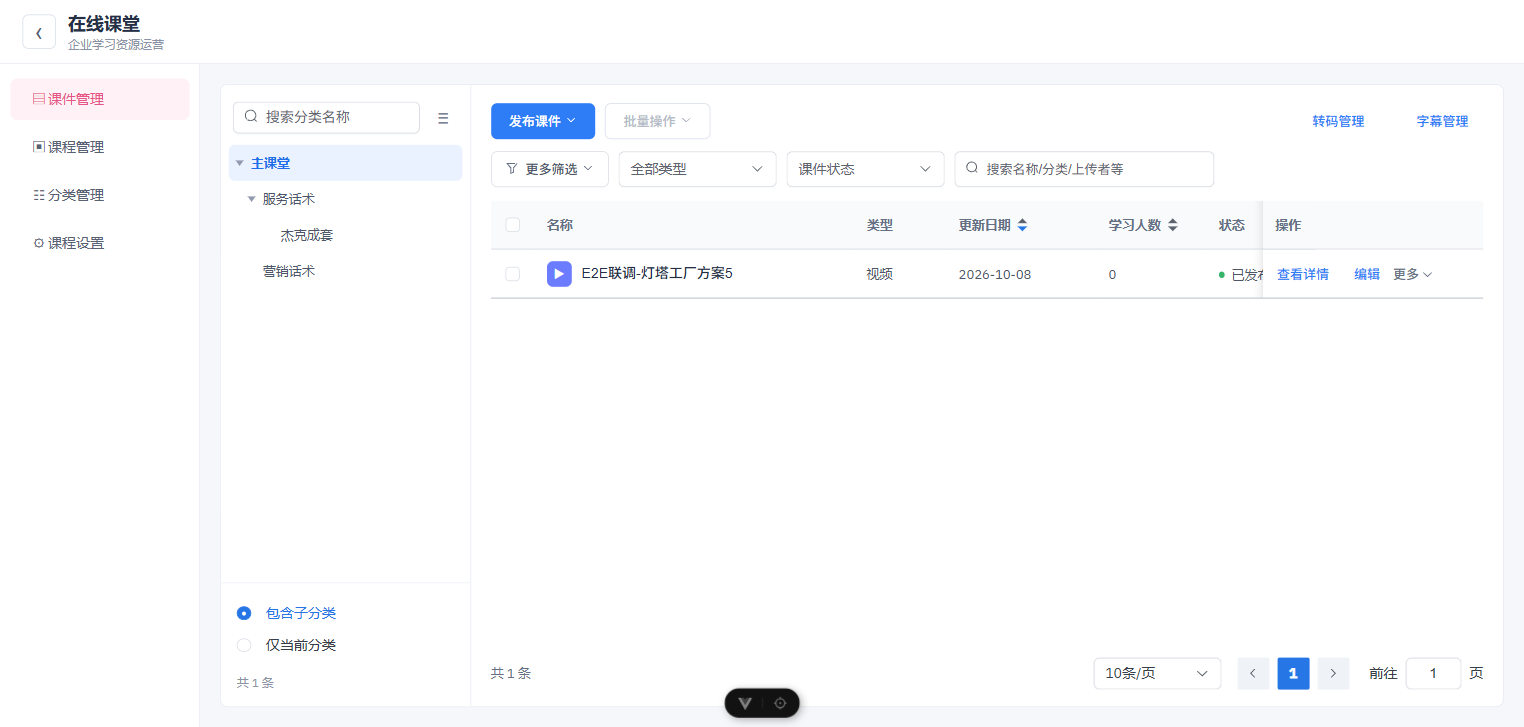 在线课堂
企业学习资源运营
课件管理
课程管理
分类管理
课程设置
搜索分类名称
主课堂
服务话术
杰克成套
营销话术
包含子分类
仅当前分类
共 1 条
发布课件
批量操作
转码管理
字幕管理
更多筛选
全部类型
课件状态
搜索名称/分类/上传者等
名称 类型 更新日期 学习人数 状态 操作
E2E联调-灯塔工厂方案5 视频 2026-10-08 0 已发 查看详情 编辑 更多
共 1 条
10条/页
1
前往 1 页